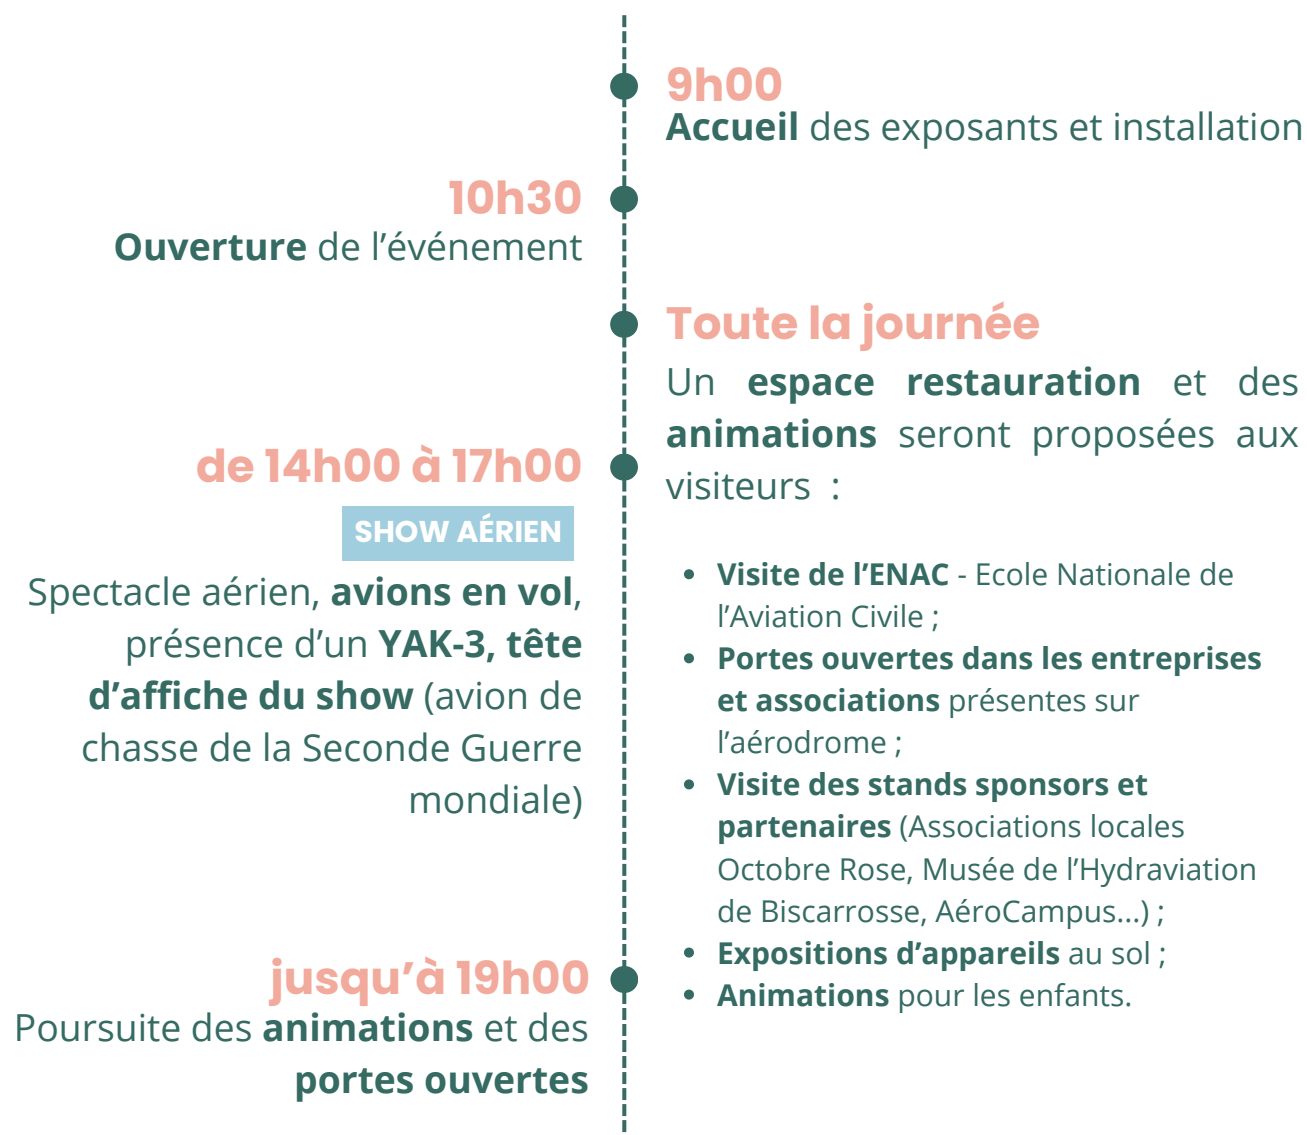 9h00
Accueil des exposants et installation
10h30
Ouverture de l’événement
Toute la journée
Un espace restauration et des
animations seront proposées aux
visiteurs :
Visite de l’ENAC - Ecole Nationale de
l’Aviation Civile ;
Portes ouvertes dans les entreprises
et associations présentes sur
l’aérodrome ;
Visite des stands sponsors et
partenaires (Associations locales
Octobre Rose, Musée de l’Hydraviation
de Biscarrosse, AéroCampus...) ;
Expositions d’appareils au sol ;
Animations pour les enfants.
de 14h00 à 17h00
SHOW AÉRIEN
Spectacle aérien, avions en vol,
présence d’un YAK-3, tête
d’affiche du show (avion de
chasse de la Seconde Guerre
mondiale)
jusqu’à 19h00
Poursuite des animations et des
portes ouvertes